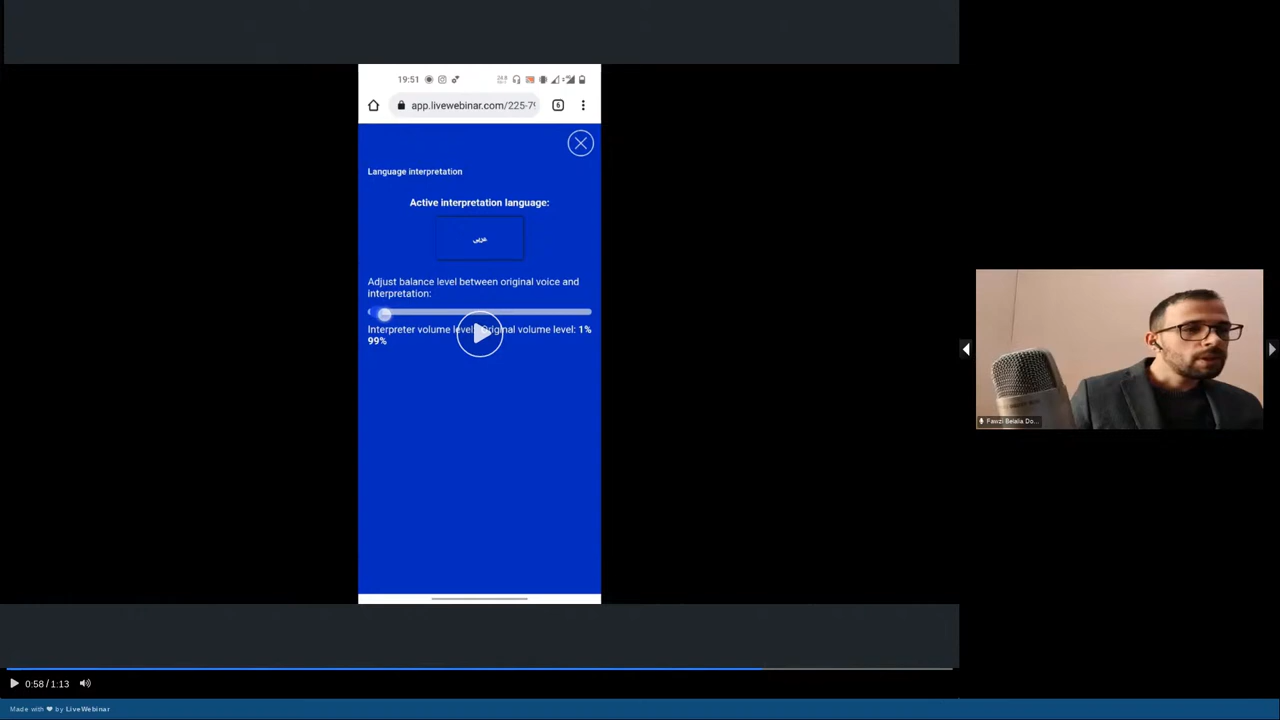 19:51
app.livewebinar.com/225-79
6
Language interpretation
Active interpretation language:
عربي
Adjust balance level between original voice and
interpretation:
Interpreter volume level: Original volume level: 1%
99%
Fawzi Belalia Do...
0:58 / 1:13
Made with ❤ by LiveWebinar